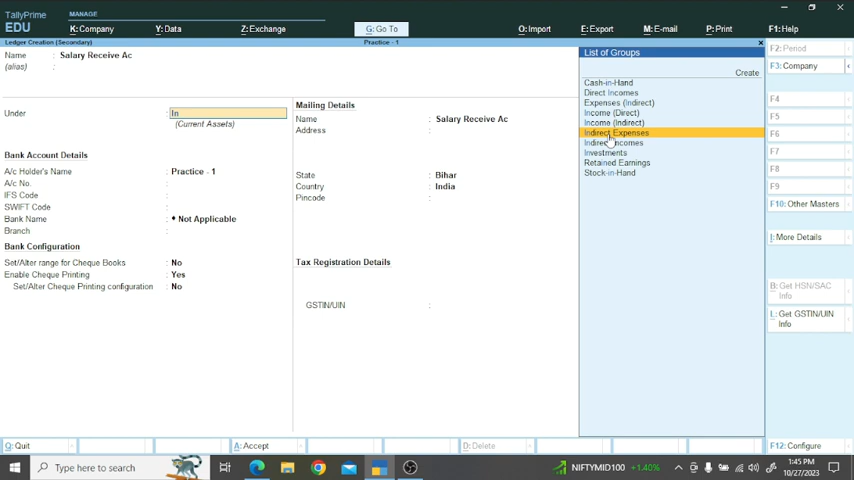 TallyPrime
EDU
MANAGE
K:Company
Y:Data
Z:Exchange
G:Go To
O:Import
E:Export
M:E-mail
P:Print
F1:Help
Ledger Creation (Secondary)
Practice - 1
Name : Salary Receive Ac
(alias) :
Under : In
(Current Assets)
Bank Account Details
A/c Holder's Name : Practice - 1
A/c No. :
IFS Code :
SWIFT Code :
Bank Name : ♦ Not Applicable
Branch :
Bank Configuration
Set/Alter range for Cheque Books : No
Enable Cheque Printing : Yes
Set/Alter Cheque Printing configuration : No
Mailing Details
Name : Salary Receive Ac
Address :
State : Bihar
Country : India
Pincode :
Tax Registration Details
GSTIN/UIN :
List of Groups
Create
Cash-in-Hand
Direct Incomes
Expenses (Indirect)
Income (Direct)
Income (Indirect)
Indirect Expenses
Indirect Incomes
Investments
Retained Earnings
Stock-in-Hand
F2: Period
F3: Company
F4
F5
F6
F7
F8
F9
F10: Other Masters
I: More Details
B: Get HSN/SAC
Info
L: Get GSTIN/UIN
Info
F12: Configure
Q: Quit
A: Accept
D: Delete
Type here to search
NIFTYMID100 +1.40%
1:45 PM
10/27/2023